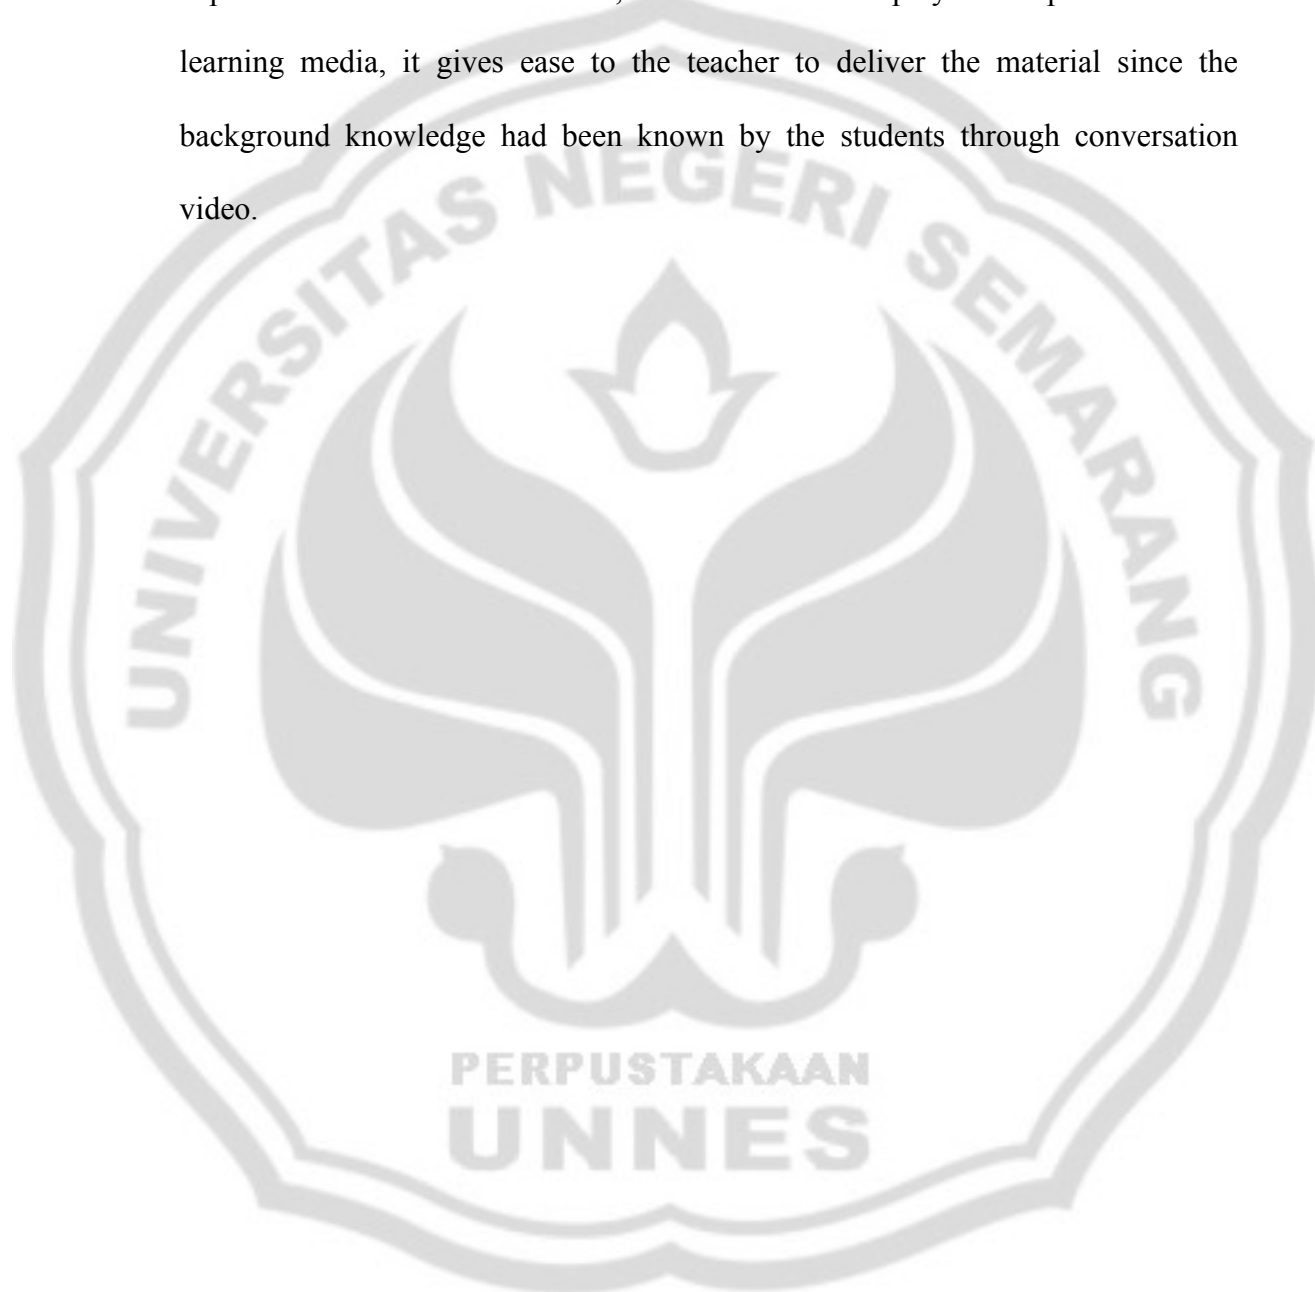 learning media, it gives ease to the teacher to deliver the material since the
background knowledge had been known by the students through conversation
video.
UNIVERSITAS NEGERI SEMARANG
PERPUSTAKAAN
UNNES